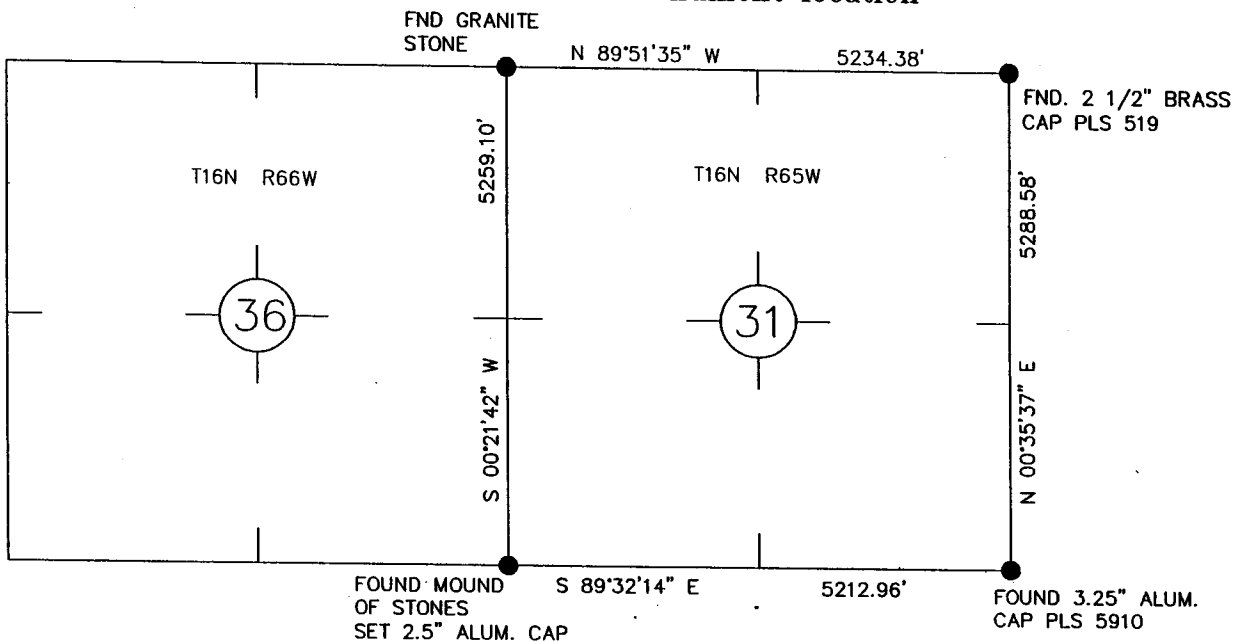 FND GRANITE
STONE
N 89°51'35" W
5234.38'
FND. 2 1/2" BRASS
CAP PLS 519
5259.10'
T16N R66W
T16N R65W
5288.58'
36
31
S 00°21'42" W
N 00°35'37" E
FOUND MOUND
OF STONES
SET 2.5" ALUM. CAP
S 89°32'14" E
5212.96'
FOUND 3.25" ALUM.
CAP PLS 5910
location